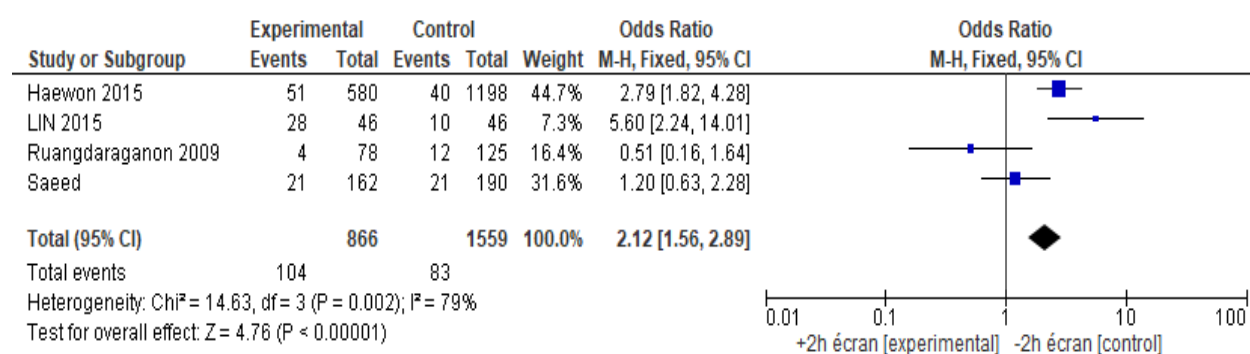 Experimental Control Odds Ratio Odds Ratio
Study or Subgroup Events Total Events Total Weight M-H, Fixed, 95% CI M-H, Fixed, 95% CI
Haewon 2015 51 580 40 1198 44.7% 2.79 [1.82, 4.28]
LIN 2015 28 46 10 46 7.3% 5.60 [2.24, 14.01]
Ruangdaraganon 2009 4 78 12 125 16.4% 0.51 [0.16, 1.64]
Saeed 21 162 21 190 31.6% 1.20 [0.63, 2.28]
Total (95% CI) 866 1559 100.0% 2.12 [1.56, 2.89]
Total events 104 83
Heterogeneity: Chi² = 14.63, df = 3 (P = 0.002); I² = 79%
Test for overall effect: Z = 4.76 (P < 0.00001)
0.01 0.1 1 10 100
+2h écran [experimental] -2h écran [control]